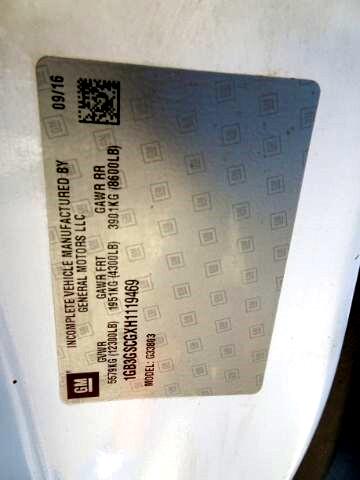 GM
INCOMPLETE VEHICLE MANUFACTURED BY
GENERAL MOTORS LLC
09/16
GVWR GAWR FRT GAWR RR
5579KG (12300LB) 1951KG (4300LB) 3901KG (8600LB)
1GB3GSCGXH1119469
MODEL: G33803